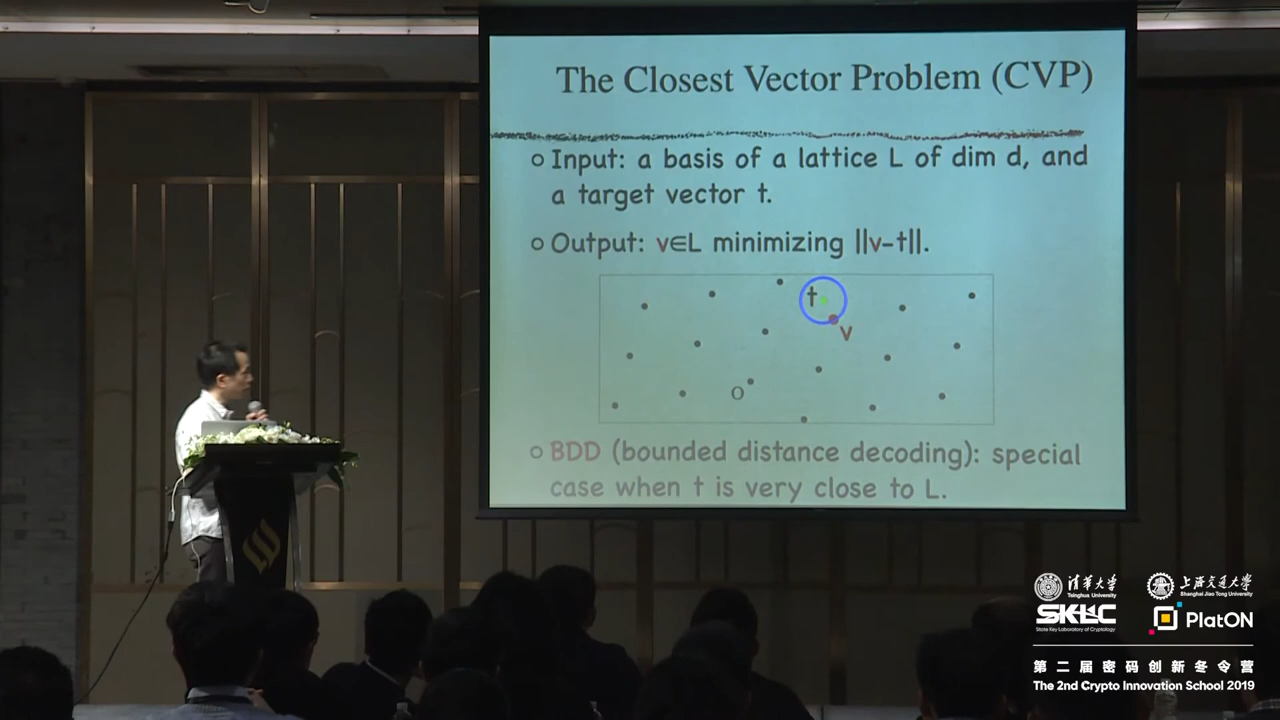 The Closest Vector Problem (CVP)
Input: a basis of a lattice L of dim d, and
a target vector t.
Output: v∈L minimizing ||v-t||.
t
v
O
BDD (bounded distance decoding): special
case when t is very close to L.
清华大学
Tsinghua University
上海交通大学
Shanghai Jiao Tong University
SKLC
State Key Laboratory of Cryptology
PlatON
第二届密码创新冬令营
The 2nd Crypto Innovation School 2019